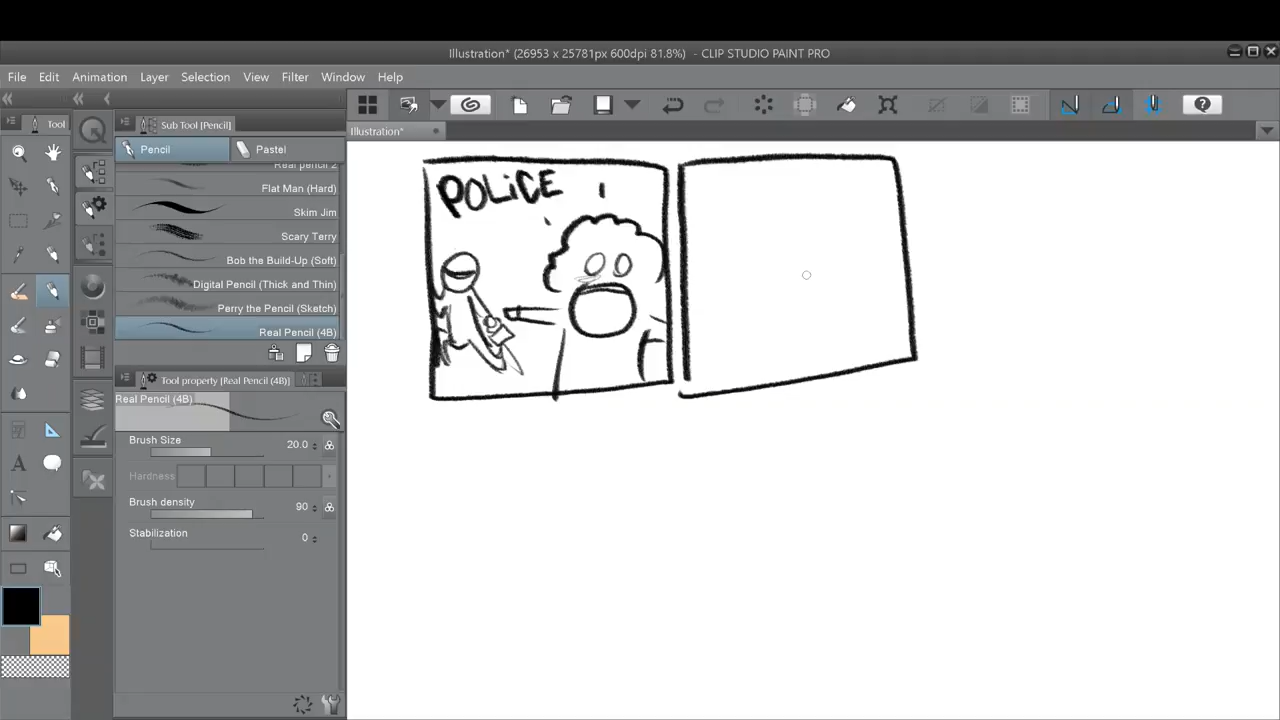 Illustration* (26953 x 25781px 600dpi 81.8%) - CLIP STUDIO PAINT PRO
File Edit Animation Layer Selection View Filter Window Help
Tool
Sub Tool [Pencil]
Illustration*
Pencil Pastel
Real pencil 2
Flat Man (Hard)
Skim Jim
Scary Terry
Bob the Build-Up (Soft)
Digital Pencil (Thick and Thin)
Perry the Pencil (Sketch)
Real Pencil (4B)
Tool property [Real Pencil (4B)]
Real Pencil (4B)
Brush Size 20.0
Hardness
Brush density 90
Stabilization 0
POLiCE